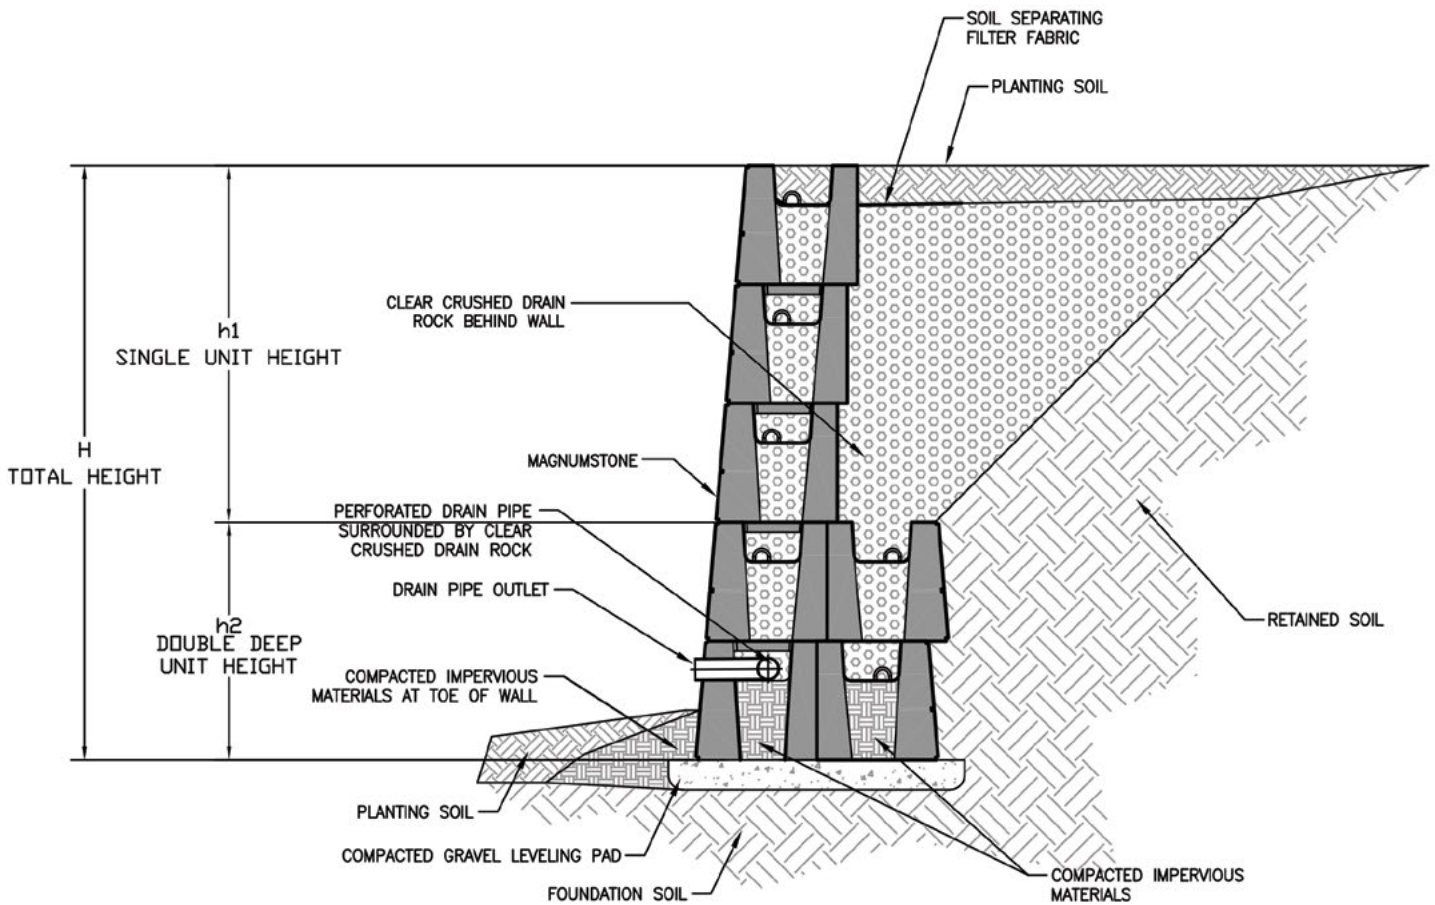 SOIL SEPARATING
FILTER FABRIC
PLANTING SOIL
CLEAR CRUSHED DRAIN
ROCK BEHIND WALL
h1
SINGLE UNIT HEIGHT
H
TOTAL HEIGHT
MAGNUMSTONE
PERFORATED DRAIN PIPE
SURROUNDED BY CLEAR
CRUSHED DRAIN ROCK
DRAIN PIPE OUTLET
RETAINED SOIL
h2
DOUBLE DEEP
UNIT HEIGHT
COMPACTED IMPERVIOUS
MATERIALS AT TOE OF WALL
PLANTING SOIL
COMPACTED GRAVEL LEVELING PAD
FOUNDATION SOIL
COMPACTED IMPERVIOUS
MATERIALS